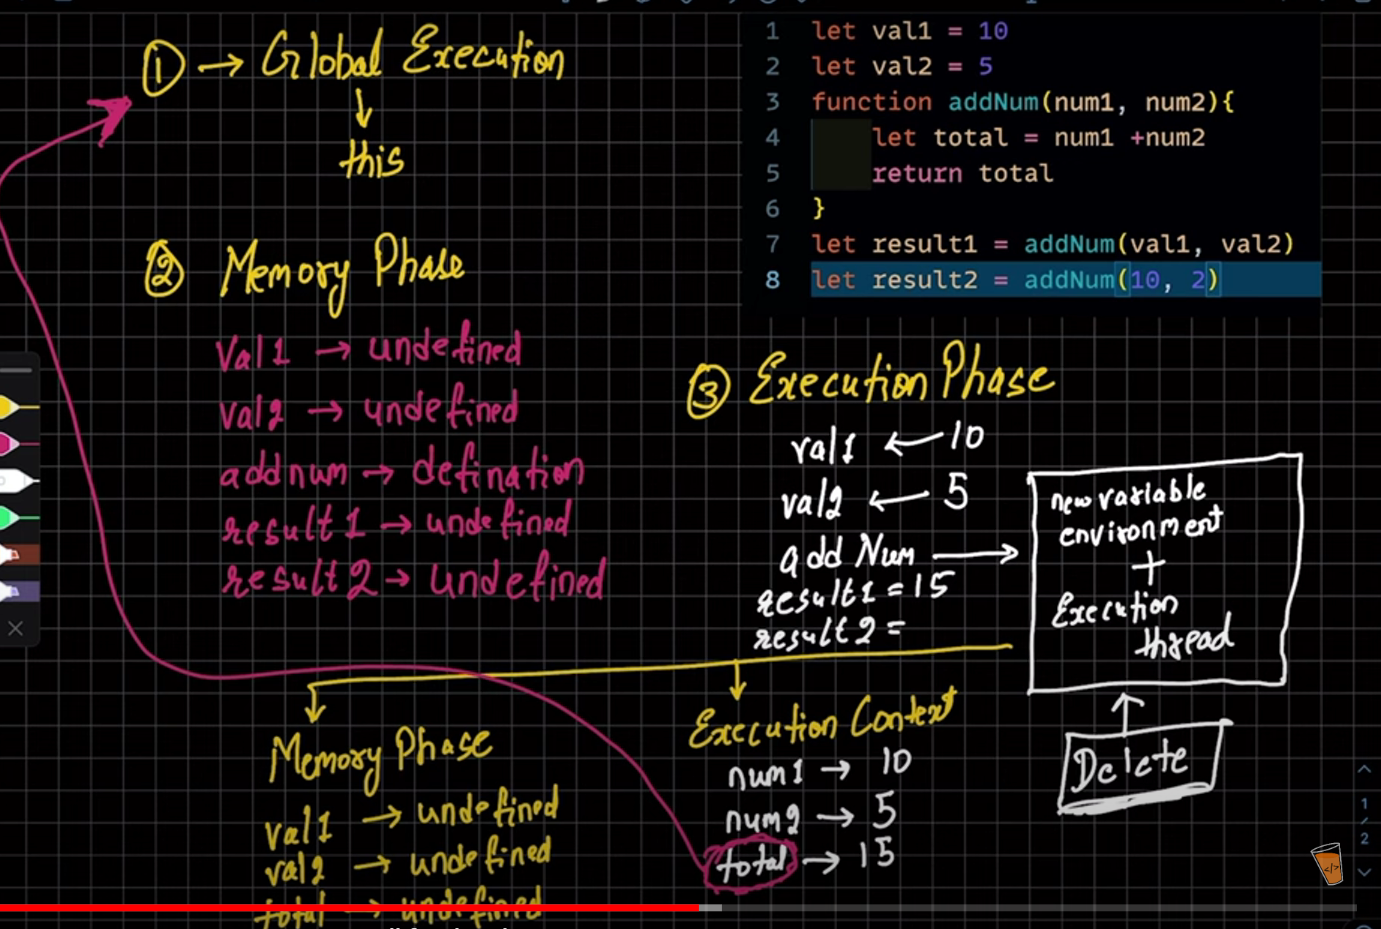 ① → Global Execution
↓
this
② Memory Phase
val1 → undefined
val2 → undefined
addnum → defination
result1 → undefined
result2 → undefined
1 let val1 = 10
2 let val2 = 5
3 function addNum(num1, num2){
4 let total = num1 +num2
5 return total
6 }
7 let result1 = addNum(val1, val2)
8 let result2 = addNum(10, 2)
③ Execution Phase
val1 ← 10
val2 ← 5
add Num →
result1 = 15
result2 =
new variable
environment
+
Execution
thread
Delete
Memory Phase
val1 → undefined
val2 → undefined
total → undefined
Execution Context
num1 → 10
num2 → 5
total → 15
1
/
2